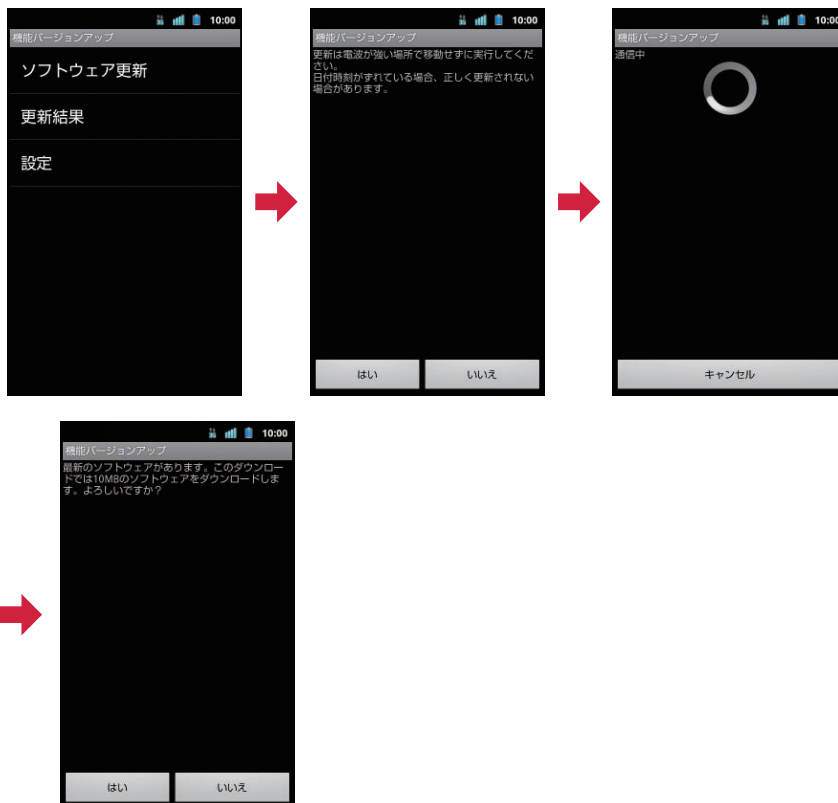 10:00
機能バージョンアップ
ソフトウェア更新
更新結果
設定
10:00
機能バージョンアップ
更新は電波が強い場所で移動せずに実行してくだ
さい。
日付時刻がずれている場合、正しく更新されない
場合があります。
はい
いいえ
10:00
機能バージョンアップ
通信中
キャンセル
10:00
機能バージョンアップ
最新のソフトウェアがあります。このダウンロー
ドでは10MBのソフトウェアをダウンロードしま
す。よろしいですか？
はい
いいえ